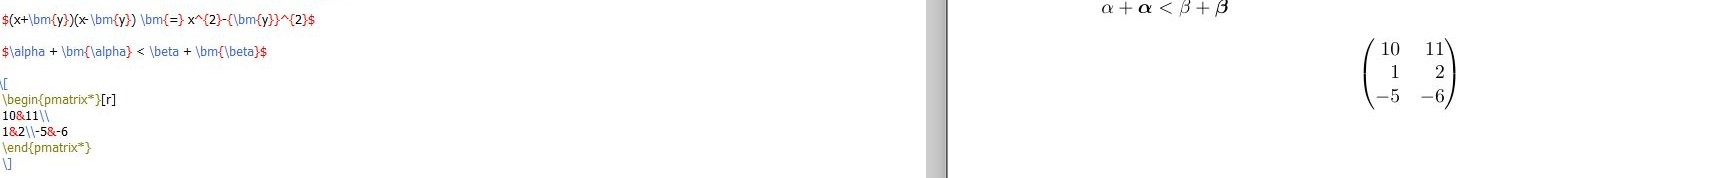 $(x+\bm{y})(x-\bm{y}) \bm{=} x^{2}-{\bm{y}}^{2}$
$\alpha + \bm{\alpha} < \beta + \bm{\beta}$
\[
\begin{pmatrix*}[r]
10&11\\
1&2\\-5&-6
\end{pmatrix*}
\]
α + α < β + β
10 11
1 2
−5 −6